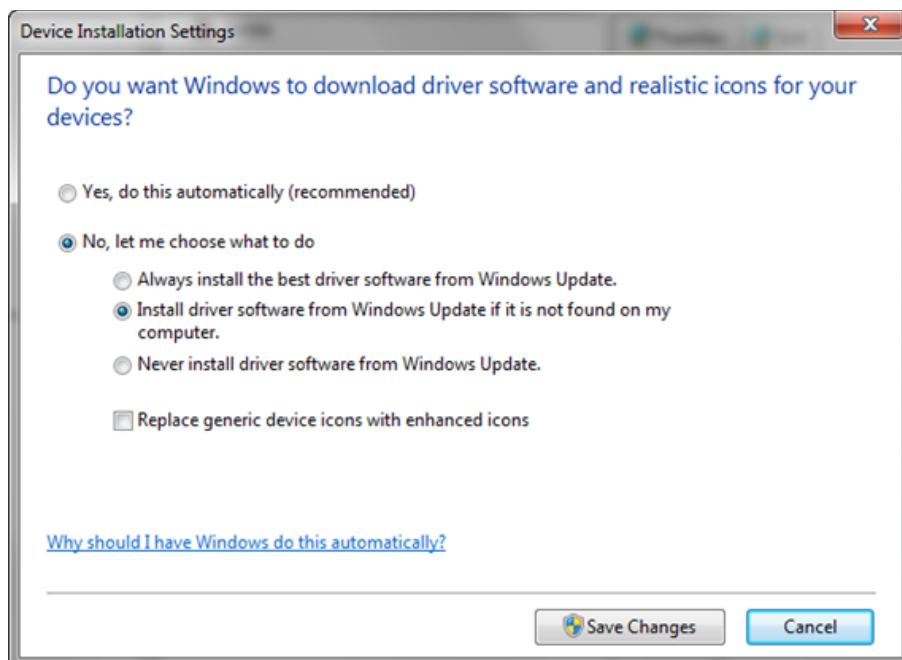 Device Installation Settings
Do you want Windows to download driver software and realistic icons for your
devices?
Yes, do this automatically (recommended)
No, let me choose what to do
Always install the best driver software from Windows Update.
Install driver software from Windows Update if it is not found on my
computer.
Never install driver software from Windows Update.
Replace generic device icons with enhanced icons
Why should I have Windows do this automatically?
Save Changes
Cancel